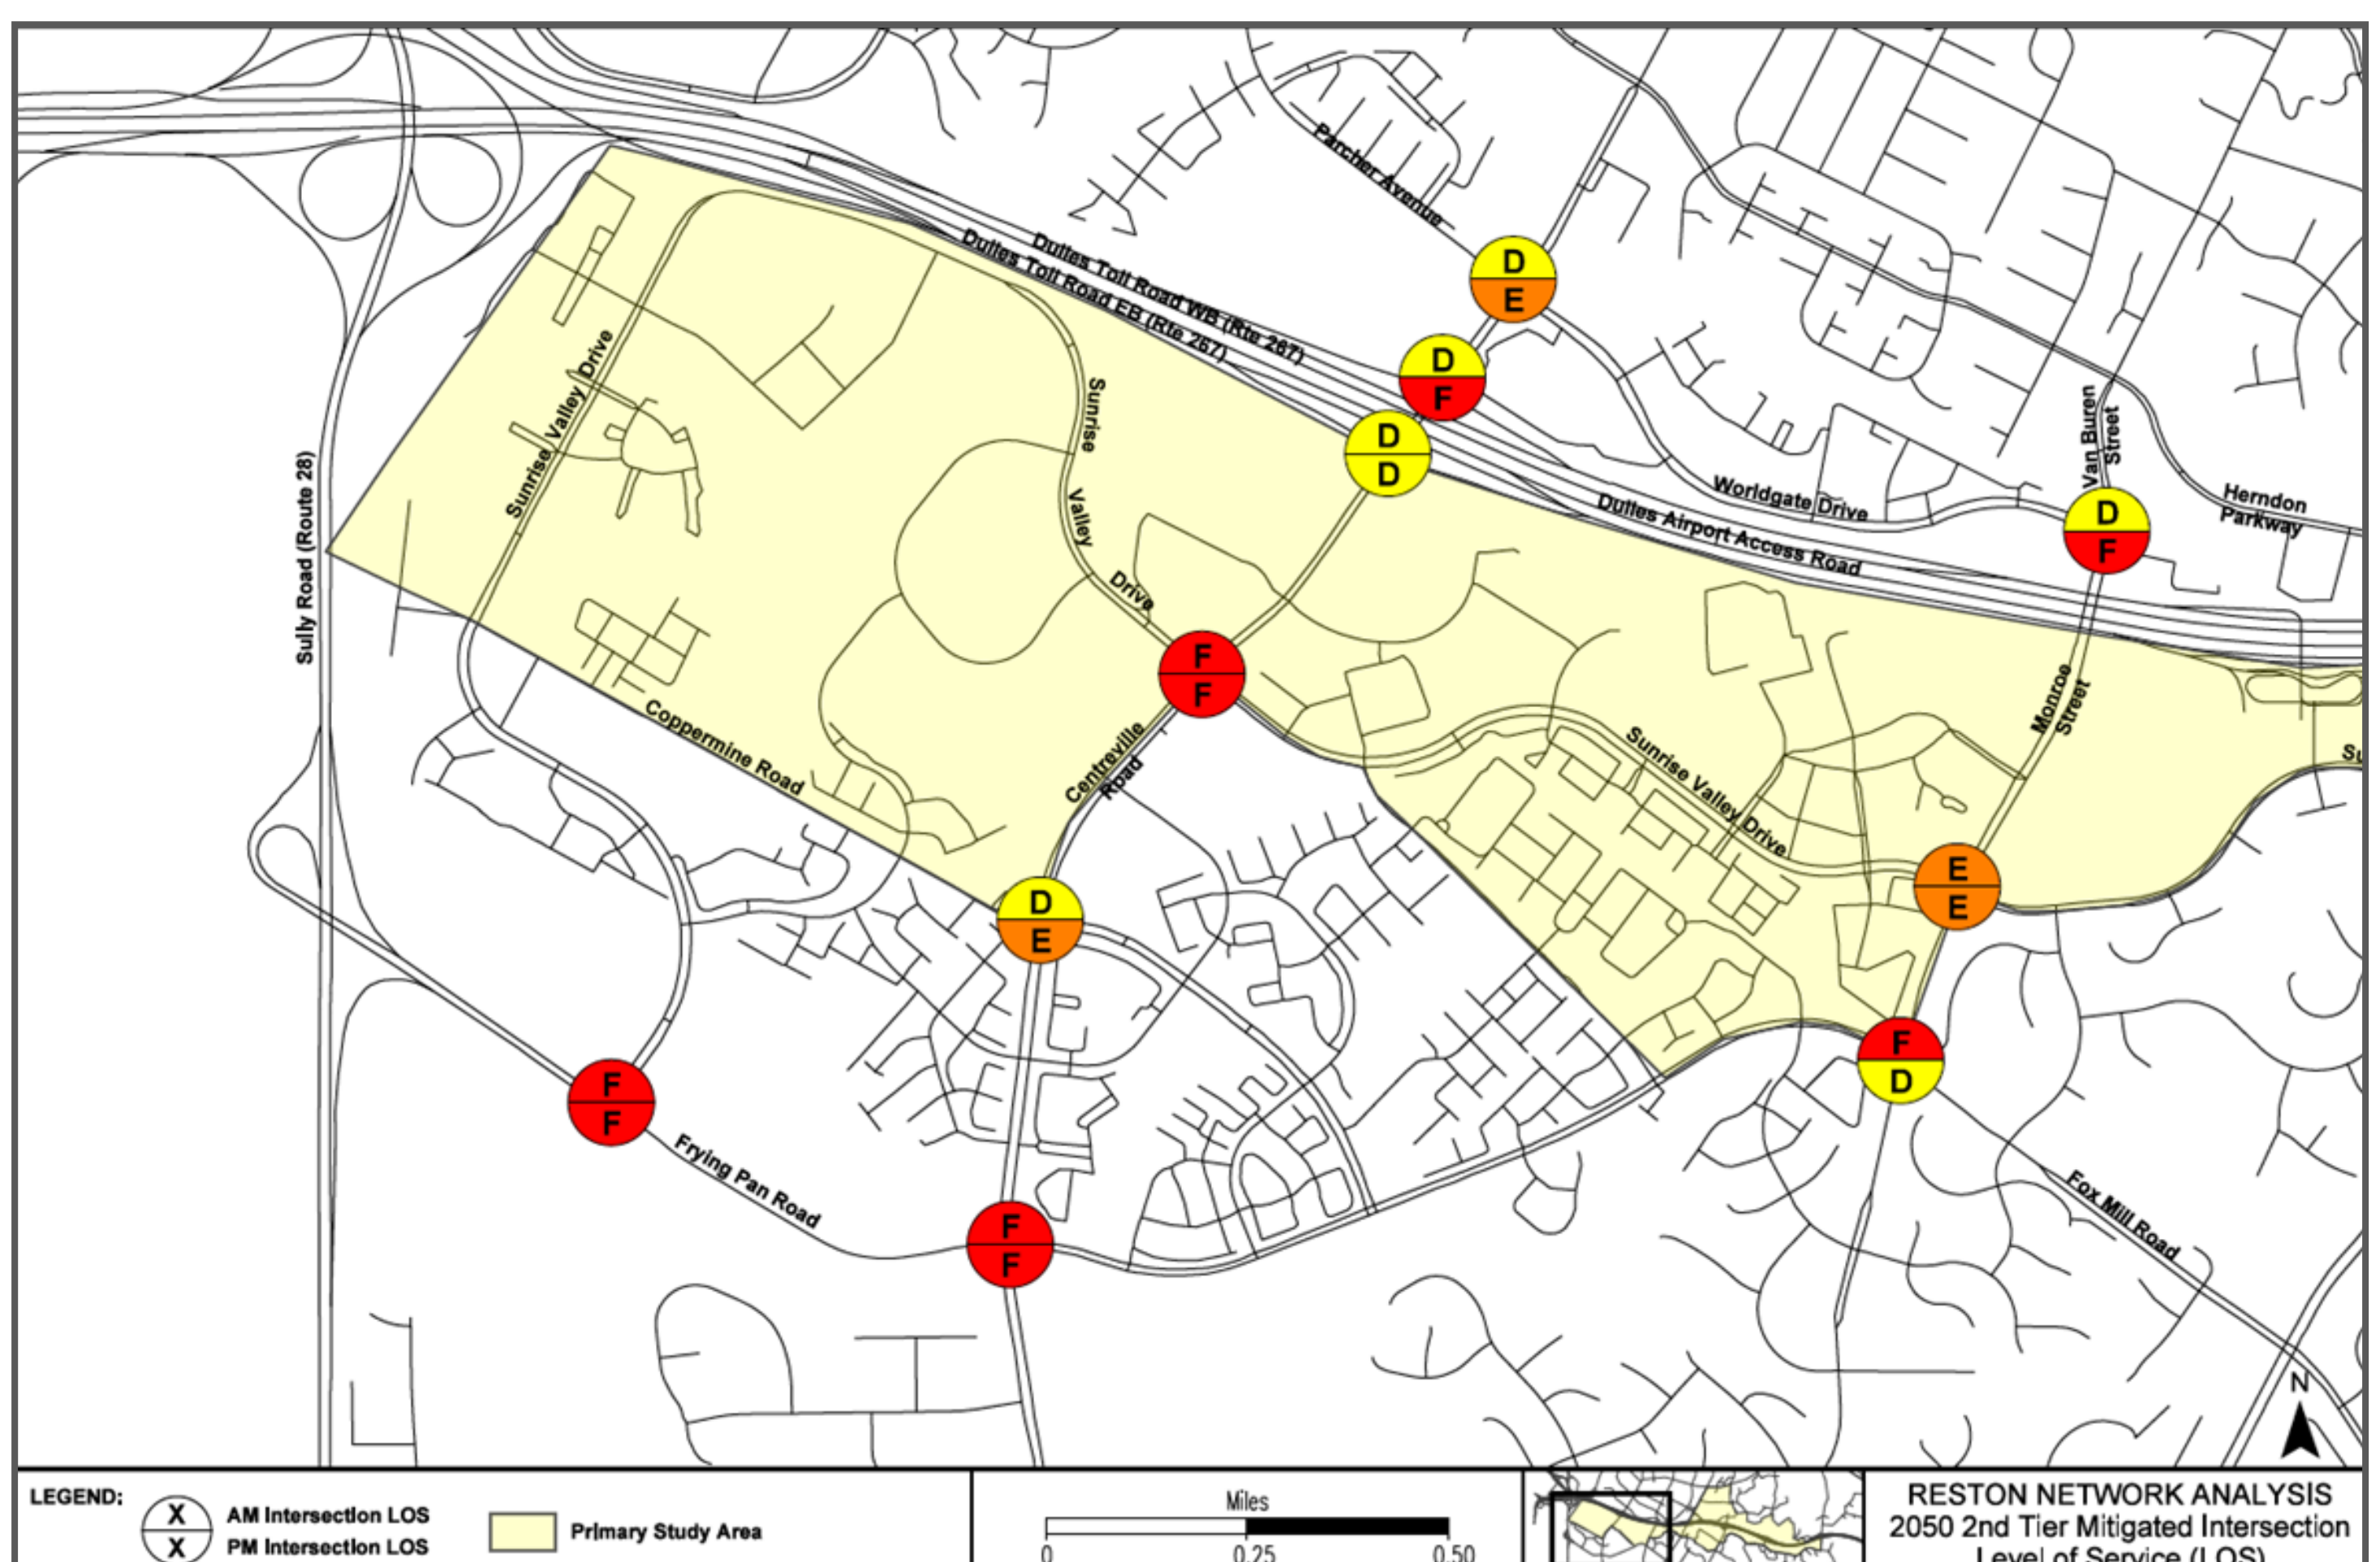 Parcher Avenue
Dulles Toll Road WB (Rte 267)
Dulles Toll Road EB (Rte 267)
D
E
D
F
D
D
Sunrise Valley Drive
Sunrise
Valley
Drive
Sully Road (Route 28)
Worldgate Drive
Dulles Airport Access Road
Van Buren
Street
Herndon
Parkway
D
F
F
F
Monroe
Street
Coppermine Road
Centreville
Road
Sunrise Valley Drive
Su
E
E
D
E
F
D
F
F
Frying Pan Road
F
F
Fox Mill Road
N
LEGEND:
X
X
AM Intersection LOS
PM Intersection LOS
Primary Study Area
Miles
0
0.25
0.50
RESTON NETWORK ANALYSIS
2050 2nd Tier Mitigated Intersection
Level of Service (LOS)